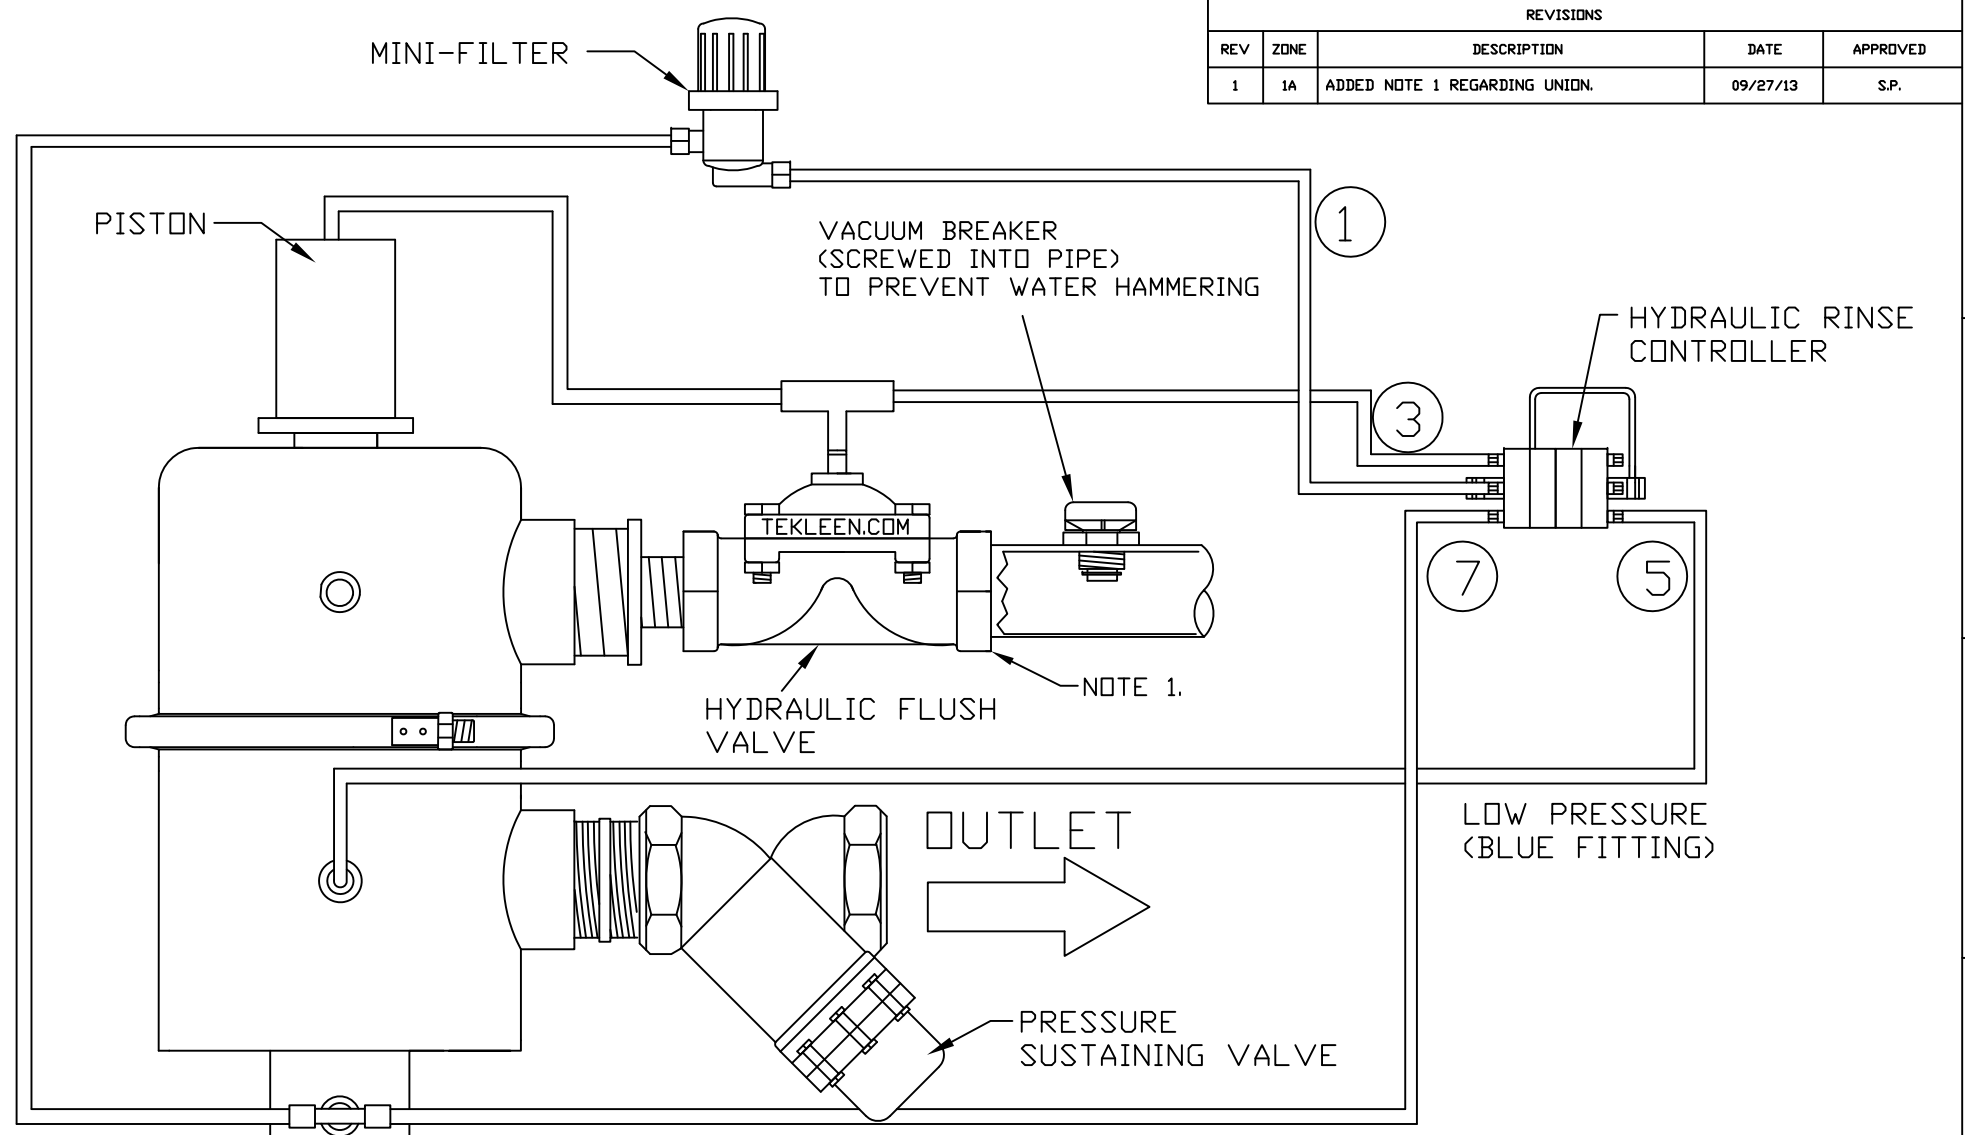 REVISIONS
REV ZONE DESCRIPTION DATE APPROVED
1 1A ADDED NOTE 1 REGARDING UNION. 09/27/13 S.P.
MINI-FILTER
PISTON
VACUUM BREAKER
(SCREWED INTO PIPE)
TO PREVENT WATER HAMMERING
1
HYDRAULIC RINSE
CONTROLLER
3
TEKLEEN.COM
7
5
NOTE 1.
HYDRAULIC FLUSH
VALVE
OUTLET
LOW PRESSURE
(BLUE FITTING)
PRESSURE
SUSTAINING VALVE